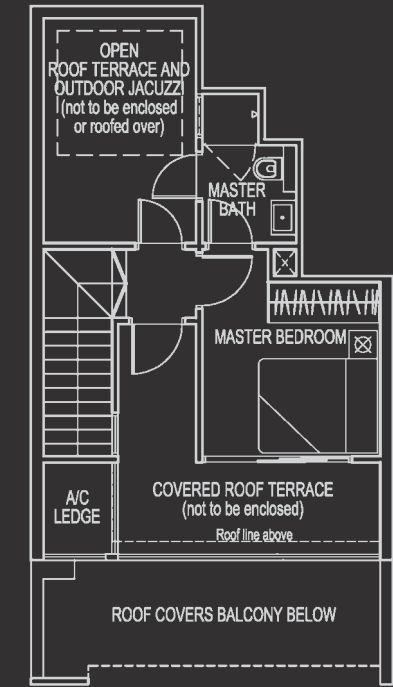 OPEN
ROOF TERRACE AND
OUTDOOR JACUZZI
(not to be enclosed
or roofed over)
MASTER
BATH
MASTER BEDROOM
A/C
LEDGE
COVERED ROOF TERRACE
(not to be enclosed)
Roof line above
ROOF COVERS BALCONY BELOW